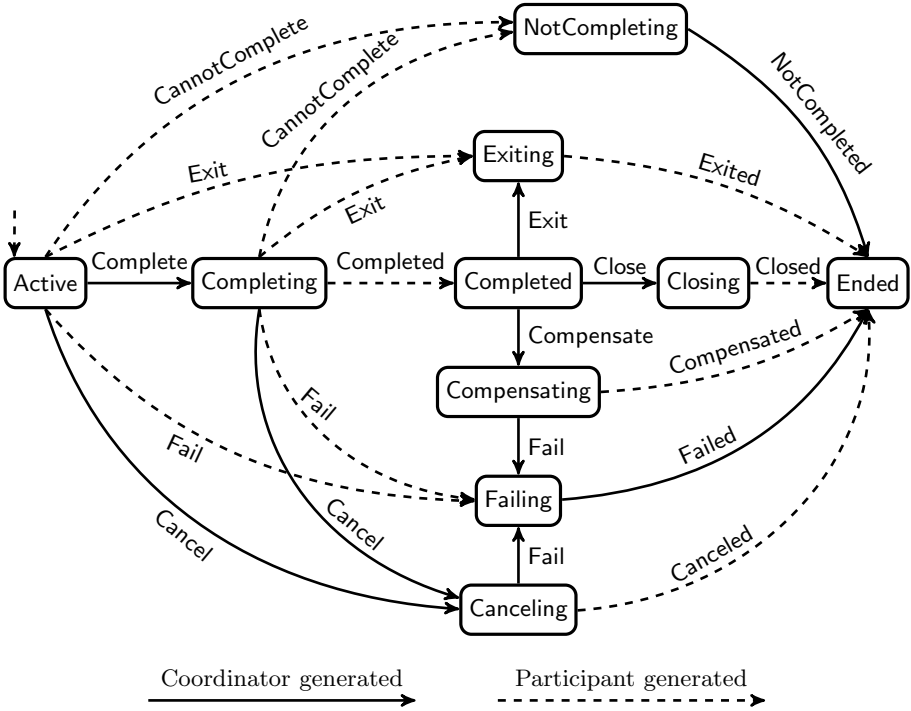 NotCompleting
CannotComplete
CannotComplete
NotCompleted
Exiting
Exit
Exit
Exited
Exit
Active
Complete
Completing
Completed
Completed
Close
Closing
Closed
Ended
Compensate
Compensated
Compensating
Fail
Fail
Fail
Failed
Failing
Cancel
Cancel
Fail
Canceled
Canceling
Coordinator generated
Participant generated